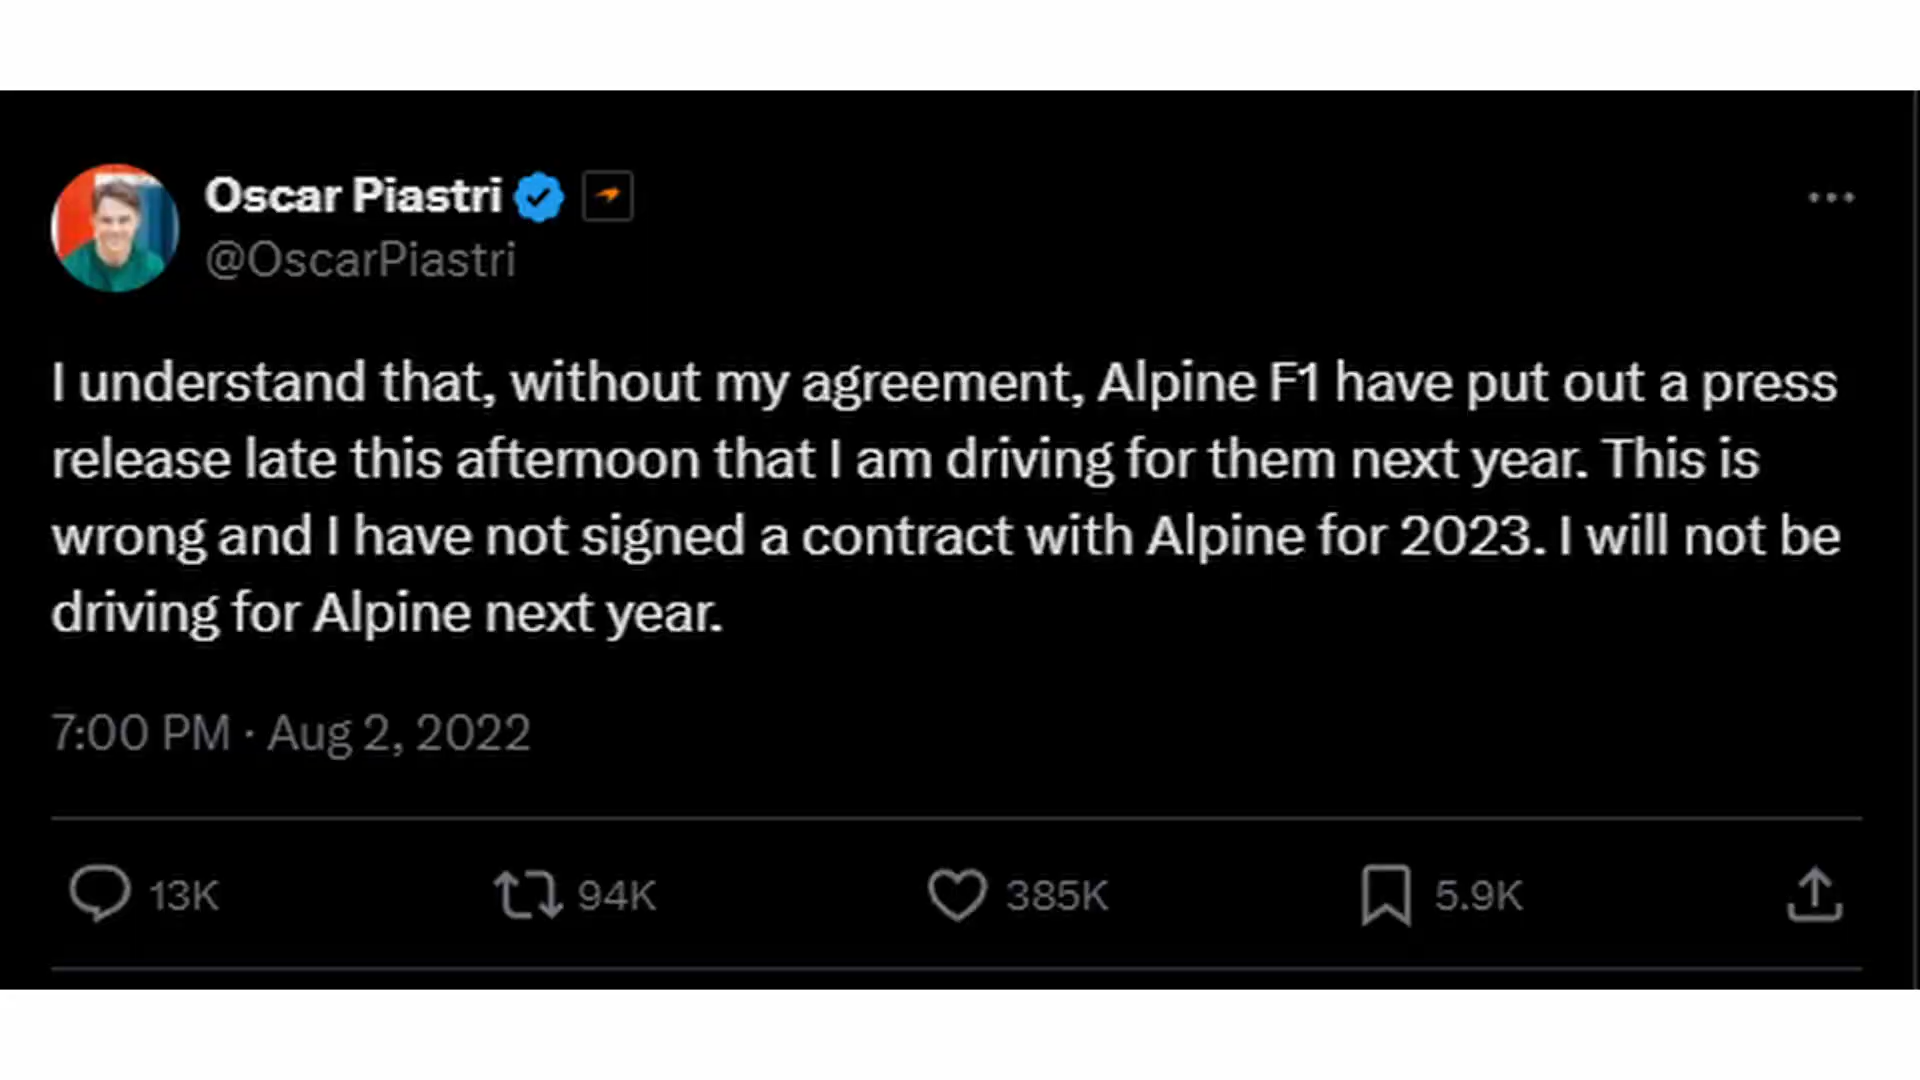 Oscar Piastri
@OscarPiastri
I understand that, without my agreement, Alpine F1 have put out a press
release late this afternoon that I am driving for them next year. This is
wrong and I have not signed a contract with Alpine for 2023. I will not be
driving for Alpine next year.
7:00 PM · Aug 2, 2022
13K 94K 385K 5.9K